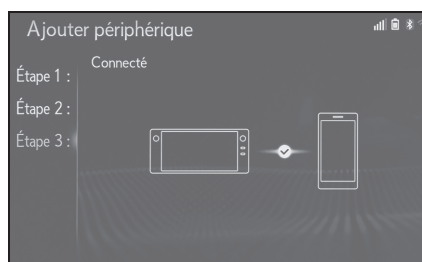 Ajouter périphérique
Étape 1 :
Connecté
Étape 2 :
Étape 3 :